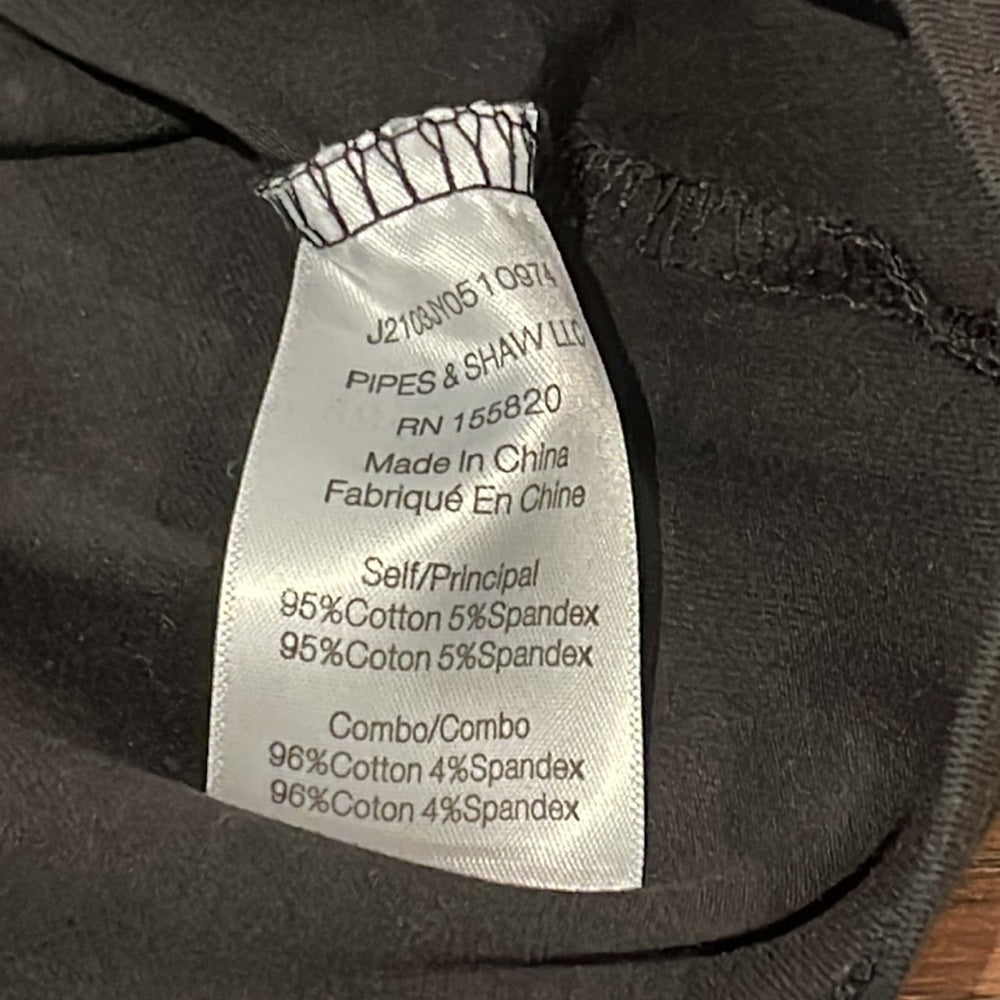 J2103JY0510974
PIPES & SHAW LLC
RN 155820
Made In China
Fabriqué En Chine
Self/Principal
95%Cotton 5%Spandex
95%Coton 5%Spandex
Combo/Combo
96%Cotton 4%Spandex
96%Coton 4%Spandex